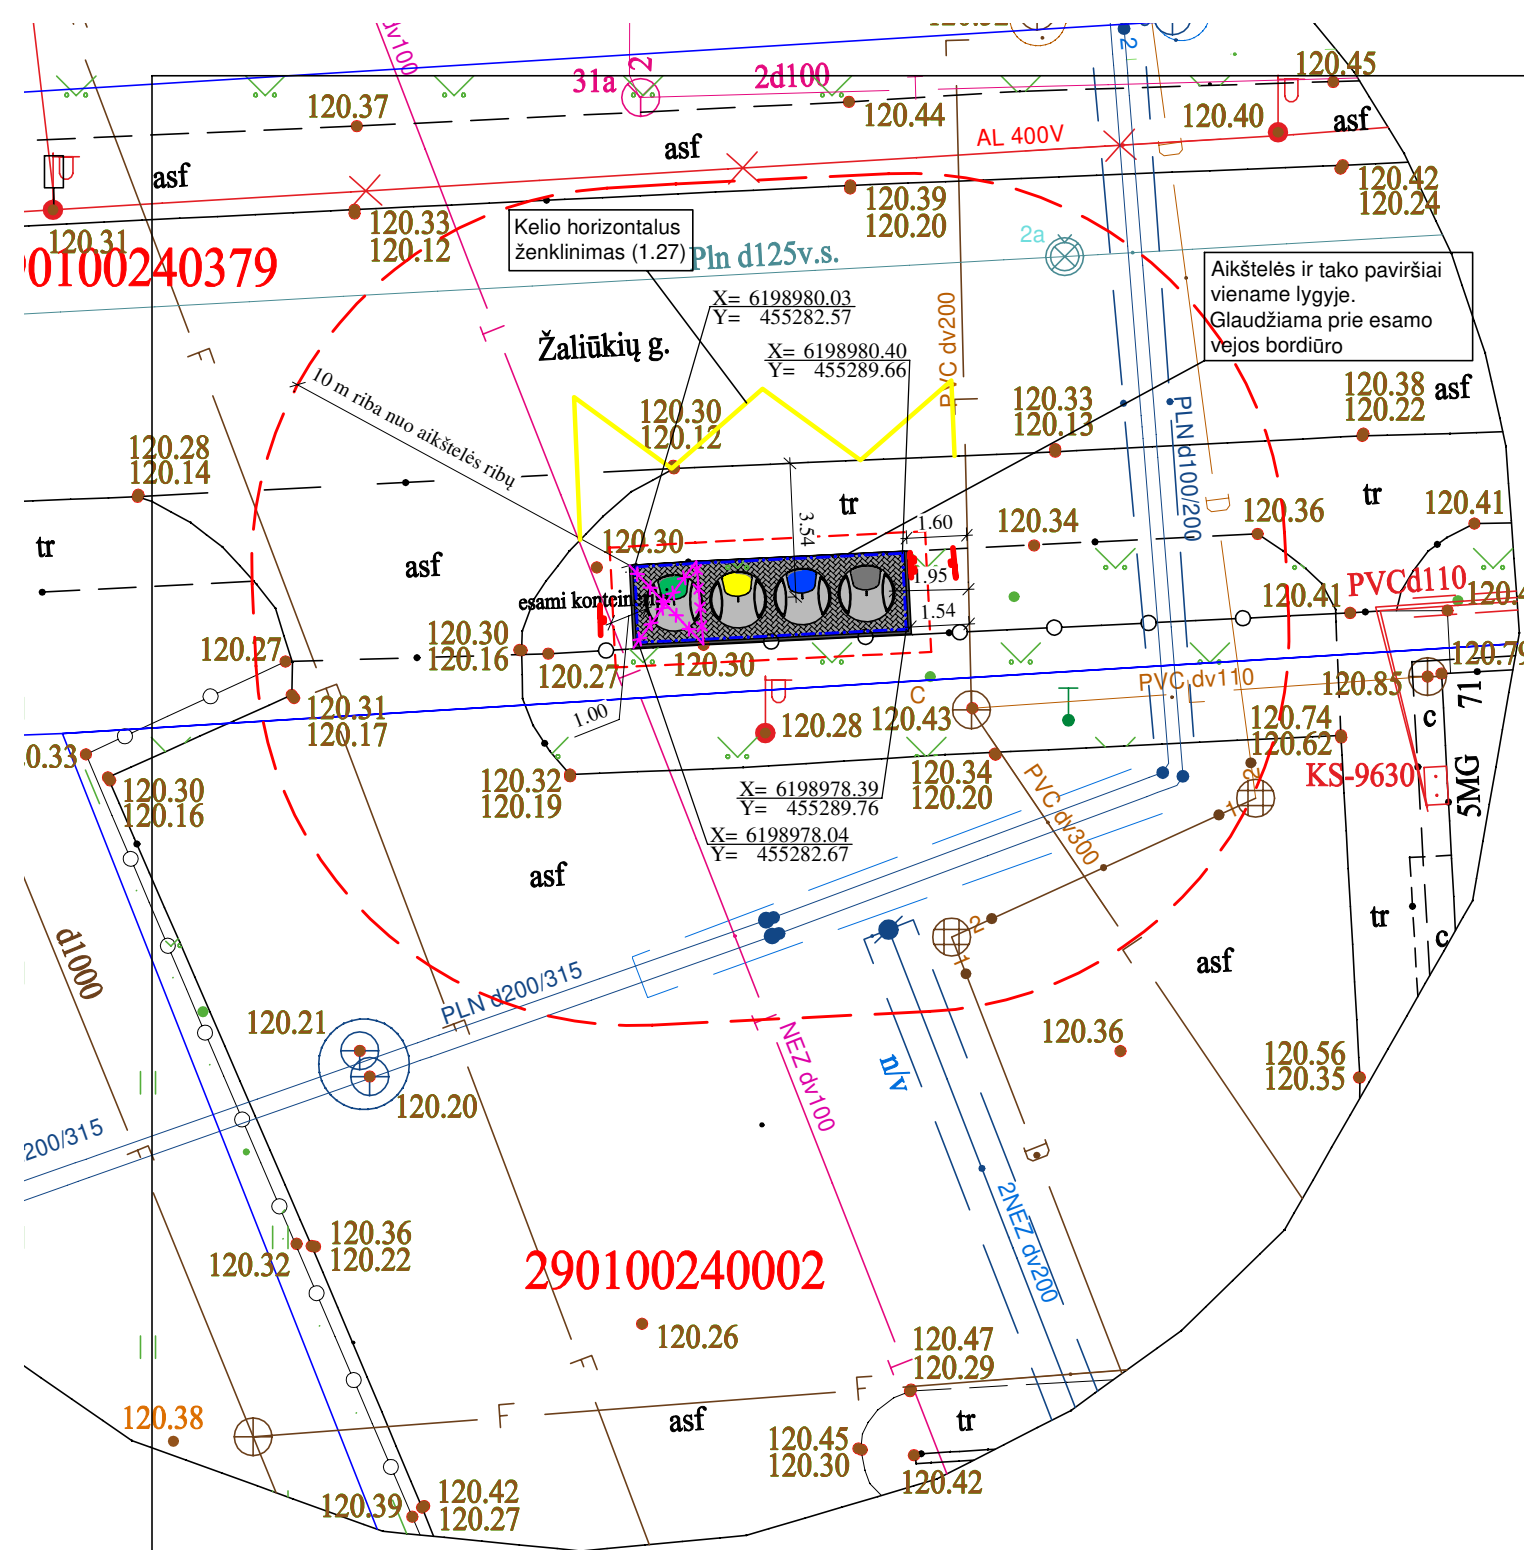 dv100
31a
2
2d100
2
120.45
120.37
120.44
120.40
AL 400V
asf
asf
asf
120.31
120.33
120.12
120.39
120.20
120.42
120.24
Kelio horizontalus
ženklinimas (1.27)
Pln d125v.s.
2a
Aikštelės ir tako paviršiai
viename lygyje.
Glaudžiama prie esamo
vejos bordiūro
0100240379
X= 6198980.03
Y= 455282.57
X= 6198980.40
Y= 455289.66
Žaliūkių g.
PVC dv200
F
10 m riba nuo aikštelės ribų
120.30
120.12
120.33
120.13
120.38
120.22
asf
PLN d100/200
120.28
120.14
tr
asf
tr
tr
D
D
3.54
1.60
1.95
1.54
120.30
120.34
120.36
120.41
esami konteineriai
PVCd110
120.41
120.30
120.16
120.27
120.27
120.30
120.79
120.85
PVC dv110
C
c
71
120.31
120.17
1.00
120.28
120.43
120.74
120.62
120.33
120.30
120.16
120.32
120.19
120.34
120.20
KS-9630
5MG
X= 6198978.39
Y= 455289.76
X= 6198978.04
Y= 455282.67
PVC dv300
1
2
asf
tr
c
asf
2
1
d1000
PLN d200/315
F
120.21
120.20
NEZ dv100
n/v
120.36
120.56
120.35
200/315
F
D
2NEZ dv200
120.36
120.22
120.32
290100240002
120.26
F
120.47
120.29
F
F
120.38
asf
tr
120.45
120.30
120.42
120.39
120.42
120.27